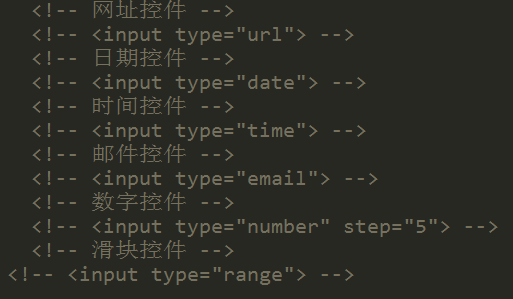 <!-- 网址控件 -->
<!-- <input type="url"> -->
<!-- 日期控件 -->
<!-- <input type="date"> -->
<!-- 时间控件 -->
<!-- <input type="time"> -->
<!-- 邮件控件 -->
<!-- <input type="email"> -->
<!-- 数字控件 -->
<!-- <input type="number" step="5"> -->
<!-- 滑块控件 -->
<!-- <input type="range"> -->